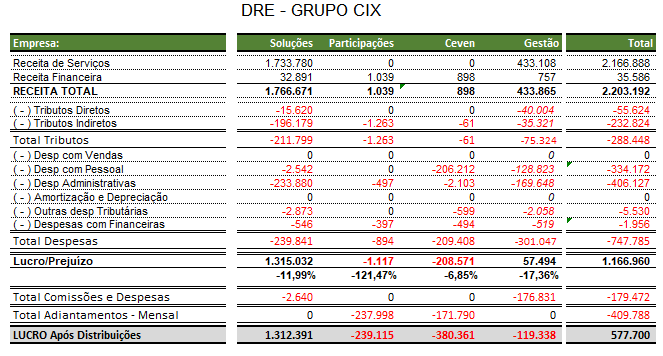 DRE - GRUPO CIX
Empresa: Soluções Participações Ceven Gestão Total
Receita de Serviços 1.733.780 0 0 433.108 2.166.888
Receita Financeira 32.891 1.039 898 757 35.586
RECEITA TOTAL 1.766.671 1.039 898 433.865 2.203.192
( - ) Tributos Diretos -15.620 0 0 -40.004 -55.624
( - ) Tributos Indiretos -196.179 -1.263 -61 -35.321 -232.824
Total Tributos -211.799 -1.263 -61 -75.324 -288.448
( - ) Desp com Vendas 0 0 0 0 0
( - ) Desp com Pessoal -2.542 0 -206.212 -128.823 -334.172
( - ) Desp Administrativas -233.880 -497 -2.103 -169.648 -406.127
( - ) Amortização e Depreciação 0 0 0 0 0
( - ) Outras desp Tributárias -2.873 0 -599 -2.058 -5.530
( - ) Despesas com Financeiras -546 -397 -494 -519 -1.956
Total Despesas -239.841 -894 -209.408 -301.047 -747.785
Lucro/Prejuízo 1.315.032 -1.117 -208.571 57.494 1.166.960
-11,99% -121,47% -6,85% -17,36%
Total Comissões e Despesas -2.640 0 0 -176.831 -179.472
Total Adiantamentos - Mensal 0 -237.998 -171.790 0 -409.788
LUCRO Após Distribuições 1.312.391 -239.115 -380.361 -119.338 577.700